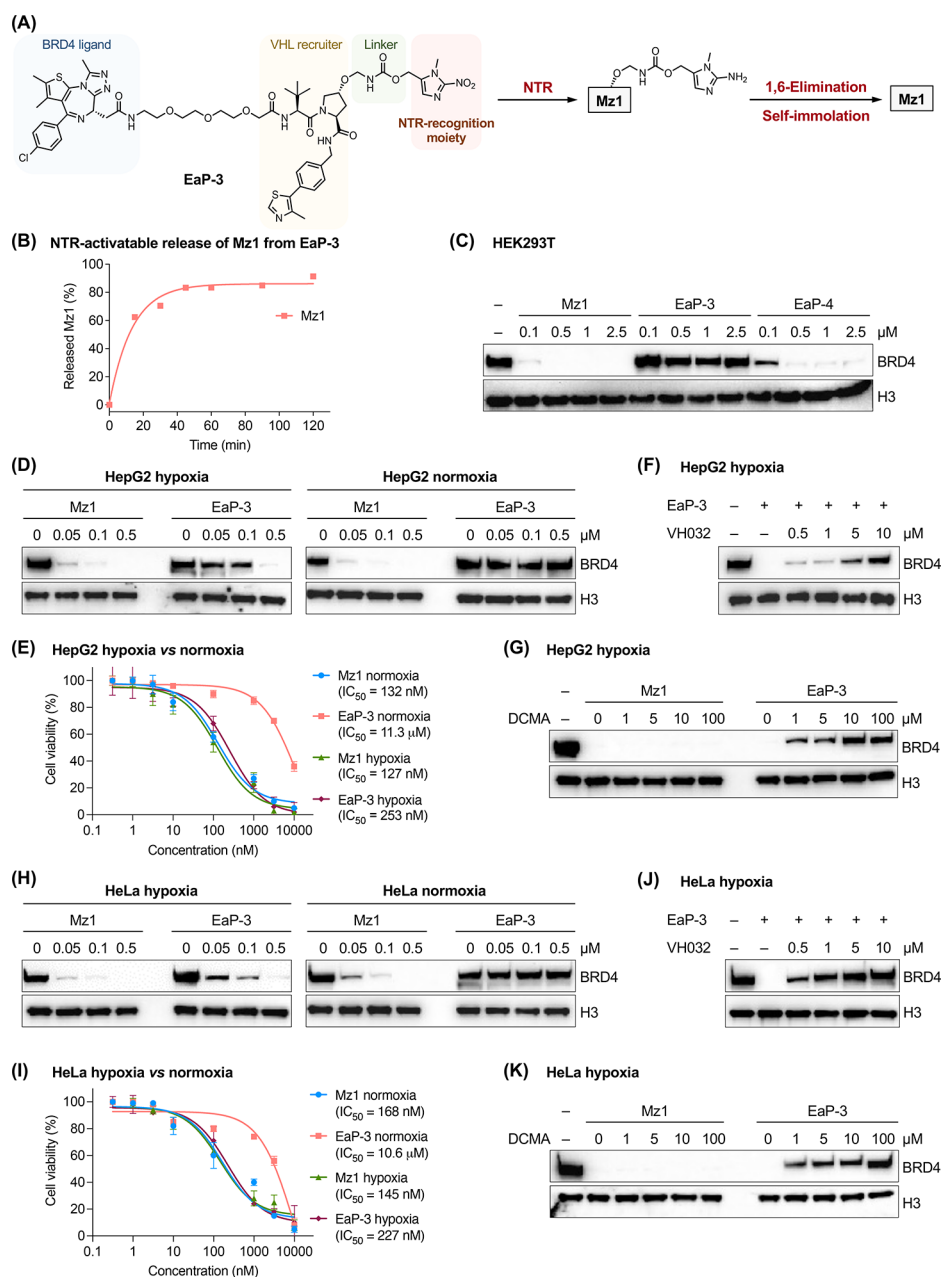 (A)
BRD4 ligand
VHL recruiter
Linker
NTR-recognition
moiety
EaP-3
NTR
Mz1
1,6-Elimination
Self-immolation
Mz1
(B) NTR-activatable release of Mz1 from EaP-3
Released Mz1 (%)
100
80
60
40
20
0
0 20 40 60 80 100 120
Time (min)
Mz1
(C) HEK293T
– Mz1 EaP-3 EaP-4
– 0.1 0.5 1 2.5 0.1 0.5 1 2.5 0.1 0.5 1 2.5 µM
BRD4
H3
(D) HepG2 hypoxia HepG2 normoxia
Mz1 EaP-3 Mz1 EaP-3
0 0.05 0.1 0.5 0 0.05 0.1 0.5 0 0.05 0.1 0.5 0 0.05 0.1 0.5 µM
BRD4
H3
(F) HepG2 hypoxia
EaP-3 – + + + + +
VH032 – – 0.5 1 5 10 µM
BRD4
H3
(E) HepG2 hypoxia vs normoxia
Cell viability (%)
100
80
60
40
20
0
0.1 1 10 100 1000 10000
Concentration (nM)
Mz1 normoxia
(IC50 = 132 nM)
EaP-3 normoxia
(IC50 = 11.3 µM)
Mz1 hypoxia
(IC50 = 127 nM)
EaP-3 hypoxia
(IC50 = 253 nM)
(G) HepG2 hypoxia
– Mz1 EaP-3
DCMA – 0 1 5 10 100 0 1 5 10 100 µM
BRD4
H3
(H) HeLa hypoxia HeLa normoxia
Mz1 EaP-3 Mz1 EaP-3
0 0.05 0.1 0.5 0 0.05 0.1 0.5 0 0.05 0.1 0.5 0 0.05 0.1 0.5 µM
BRD4
H3
(J) HeLa hypoxia
EaP-3 – + + + + +
VH032 – – 0.5 1 5 10 µM
BRD4
H3
(I) HeLa hypoxia vs normoxia
Cell viability (%)
100
80
60
40
20
0
0.1 1 10 100 1000 10000
Concentration (nM)
Mz1 normoxia
(IC50 = 168 nM)
EaP-3 normoxia
(IC50 = 10.6 µM)
Mz1 hypoxia
(IC50 = 145 nM)
EaP-3 hypoxia
(IC50 = 227 nM)
(K) HeLa hypoxia
– Mz1 EaP-3
DCMA – 0 1 5 10 100 0 1 5 10 100 µM
BRD4
H3